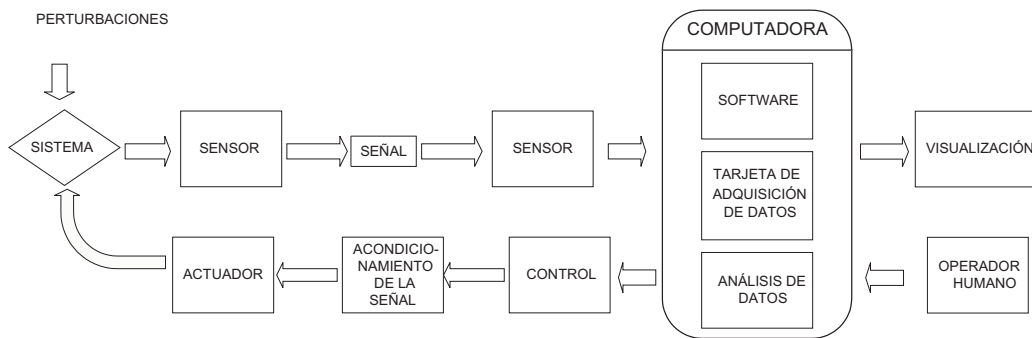 PERTURBACIONES
COMPUTADORA
SISTEMA
SENSOR
SEÑAL
SENSOR
SOFTWARE
TARJETA DE
ADQUISICIÓN
DE DATOS
ANÁLISIS DE
DATOS
VISUALIZACIÓN
ACTUADOR
ACONDICIO-
NAMIENTO
DE LA
SEÑAL
CONTROL
OPERADOR
HUMANO